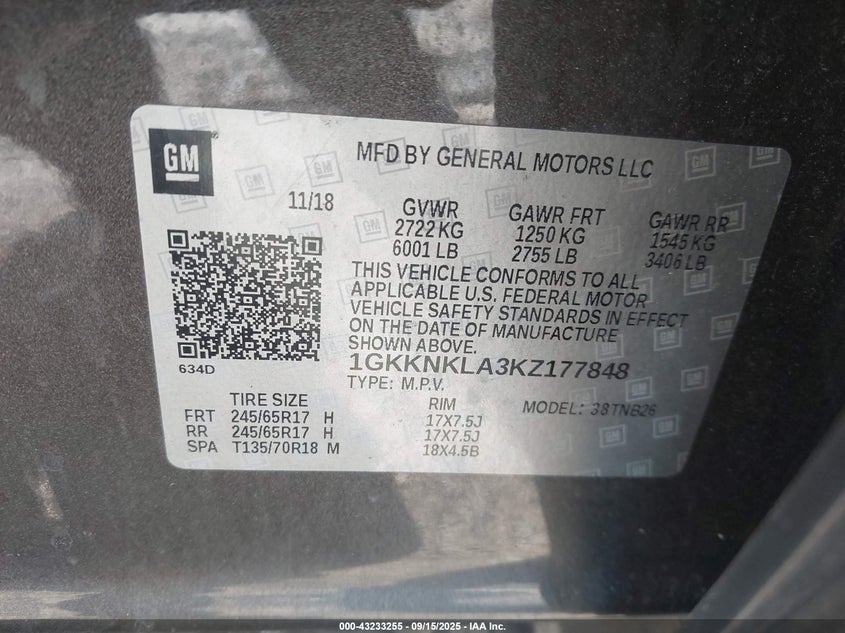 GM
MFD BY GENERAL MOTORS LLC
11/18
GVWR GAWR FRT GAWR RR
2722 KG 1250 KG 1545 KG
6001 LB 2755 LB 3406 LB
THIS VEHICLE CONFORMS TO ALL
APPLICABLE U.S. FEDERAL MOTOR
VEHICLE SAFETY STANDARDS IN EFFECT
ON THE DATE OF MANUFACTURE
SHOWN ABOVE.
634D
1GKKNKLA3KZ177848
TYPE: M.P.V.
TIRE SIZE RIM MODEL: 38TNB26
FRT 245/65R17 H 17X7.5J
RR 245/65R17 H 17X7.5J
SPA T135/70R18 M 18X4.5B
000-43233255 - 09/15/2025 - IAA Inc.